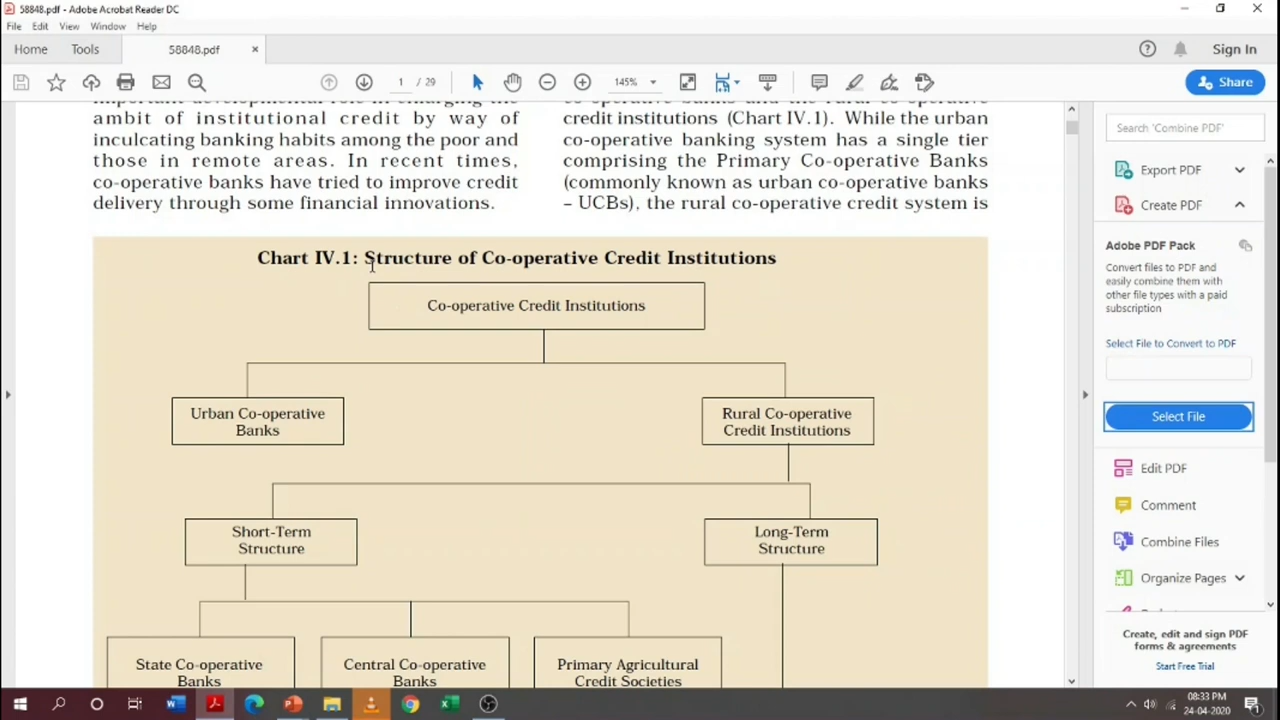 58848.pdf - Adobe Acrobat Reader DC
File Edit View Window Help
Home Tools 58848.pdf × Sign In
1 / 29 145% Share
ambit of institutional credit by way of
inculcating banking habits among the poor and
those in remote areas. In recent times,
co-operative banks have tried to improve credit
delivery through some financial innovations.
credit institutions (Chart IV.1). While the urban
co-operative banking system has a single tier
comprising the Primary Co-operative Banks
(commonly known as urban co-operative banks
– UCBs), the rural co-operative credit system is
Chart IV.1: Structure of Co-operative Credit Institutions
Co-operative Credit Institutions
Urban Co-operative
Banks
Rural Co-operative
Credit Institutions
Short-Term
Structure
Long-Term
Structure
State Co-operative
Banks
Central Co-operative
Banks
Primary Agricultural
Credit Societies
Search 'Combine PDF'
Export PDF
Create PDF
Adobe PDF Pack
Convert files to PDF and
easily combine them with
other file types with a paid
subscription
Select File to Convert to PDF
Select File
Edit PDF
Comment
Combine Files
Organize Pages
Create, edit and sign PDF
forms & agreements
Start Free Trial
08:33 PM
24-04-2020